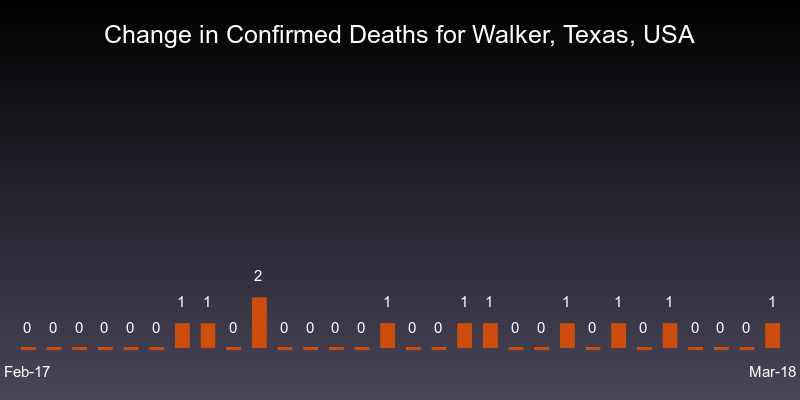 Change in Confirmed Deaths for Walker, Texas, USA
2
1 1 1 1 1 1 1 1 1
0 0 0 0 0 0 0 0 0 0 0 0 0 0 0 0 0 0 0 0
Feb-17 Mar-18